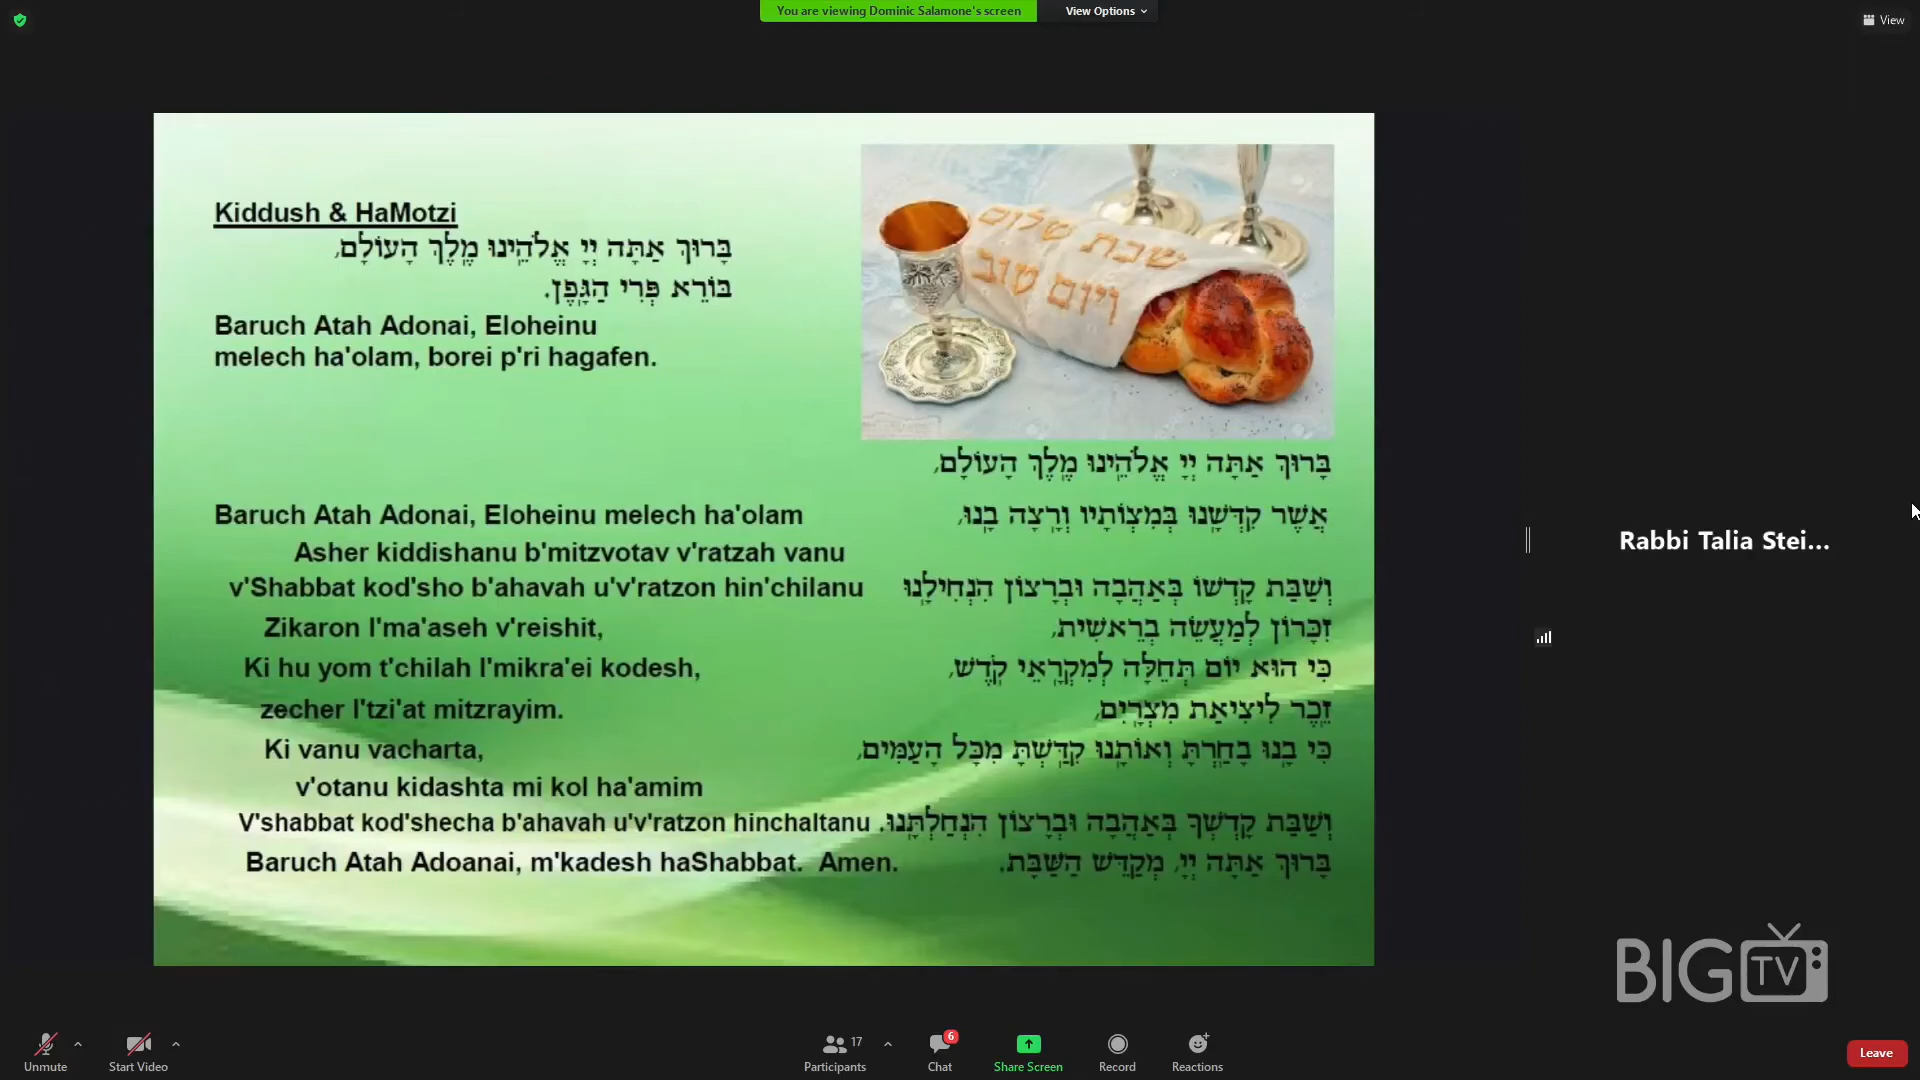 You are viewing Dominic Salamone's screen
View Options
View
Kiddush & HaMotzi
בָּרוּךְ אַתָּה יְיָ אֱלֹהֵינוּ מֶלֶךְ הָעוֹלָם,
בּוֹרֵא פְּרִי הַגָּפֶן.
Baruch Atah Adonai, Eloheinu
melech ha'olam, borei p'ri hagafen.
שבת שלום
ויום טוב
בָּרוּךְ אַתָּה יְיָ אֱלֹהֵינוּ מֶלֶךְ הָעוֹלָם,
Baruch Atah Adonai, Eloheinu melech ha'olam
אֲשֶׁר קִדְּשָׁנוּ בְּמִצְוֹתָיו וְרָצָה בָנוּ,
Asher kiddishanu b'mitzvotav v'ratzah vanu
v'Shabbat kod'sho b'ahavah u'v'ratzon hin'chilanu
וְשַׁבַּת קָדְשׁוֹ בְּאַהֲבָה וּבְרָצוֹן הִנְחִילָנוּ
Zikaron l'ma'aseh v'reishit,
זִכָּרוֹן לְמַעֲשֵׂה בְרֵאשִׁית,
Ki hu yom t'chilah l'mikra'ei kodesh,
כִּי הוּא יוֹם תְּחִלָּה לְמִקְרָאֵי קֹדֶשׁ,
zecher l'tzi'at mitzrayim.
זֵכֶר לִיצִיאַת מִצְרָיִם,
Ki vanu vacharta,
כִּי בָנוּ בָחַרְתָּ וְאוֹתָנוּ קִדַּשְׁתָּ מִכָּל הָעַמִּים,
v'otanu kidashta mi kol ha'amim
V'shabbat kod'shecha b'ahavah u'v'ratzon hinchaltanu
וְשַׁבַּת קָדְשְׁךָ בְּאַהֲבָה וּבְרָצוֹן הִנְחַלְתָּנוּ.
Baruch Atah Adoanai, m'kadesh haShabbat. Amen.
בָּרוּךְ אַתָּה יְיָ, מְקַדֵּשׁ הַשַּׁבָּת.
Rabbi Talia Stei...
BIG TV
Unmute
Start Video
Participants 17
Chat 6
Share Screen
Record
Reactions
Leave